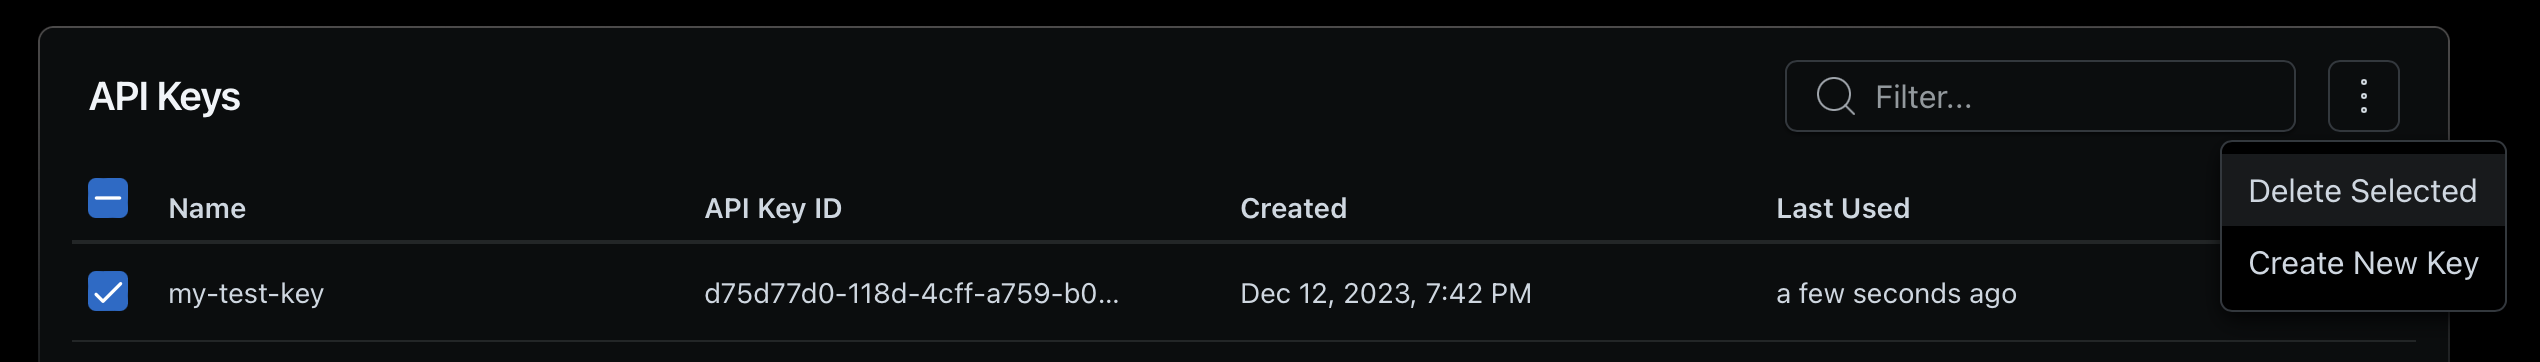 API Keys
Filter...
Delete Selected
Name API Key ID Created Last Used
Create New Key
my-test-key d75d77d0-118d-4cff-a759-b0... Dec 12, 2023, 7:42 PM a few seconds ago